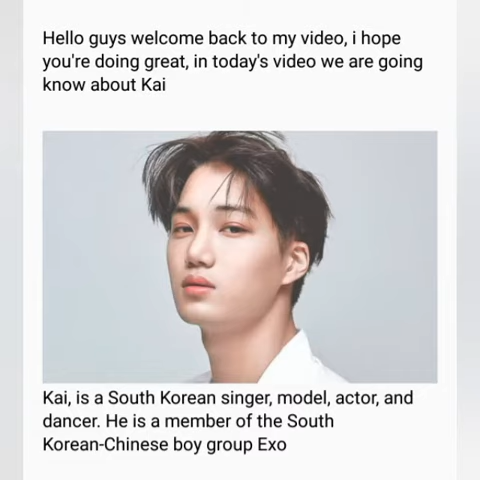 Hello guys welcome back to my video, i hope
you're doing great, in today's video we are going
know about Kai
Kai, is a South Korean singer, model, actor, and
dancer. He is a member of the South
Korean-Chinese boy group Exo